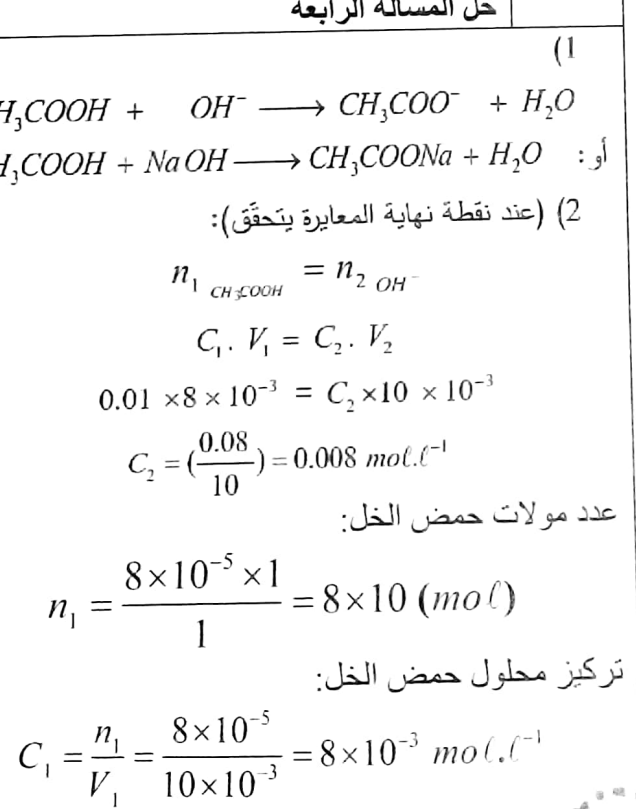 حل المسألة الرابعة
(1
H₃COOH + OH⁻ ⟶ CH₃COO⁻ + H₂O
أو: H₃COOH + NaOH ⟶ CH₃COONa + H₂O
2) (عند نقطة نهاية المعايرة يتحقّق):
n₁ CH₃COOH = n₂ OH⁻
C₁ . V₁ = C₂ . V₂
0.01 × 8 × 10⁻³ = C₂ × 10 × 10⁻³
C₂ = (0.08/10) = 0.008 mol.ℓ⁻¹
عدد مولات حمض الخل:
n₁ = (8×10⁻⁵ × 1)/1 = 8×10 (mol)
تركيز محلول حمض الخل:
C₁ = n₁/V₁ = (8×10⁻⁵)/(10×10⁻³) = 8×10⁻³ mol.ℓ⁻¹